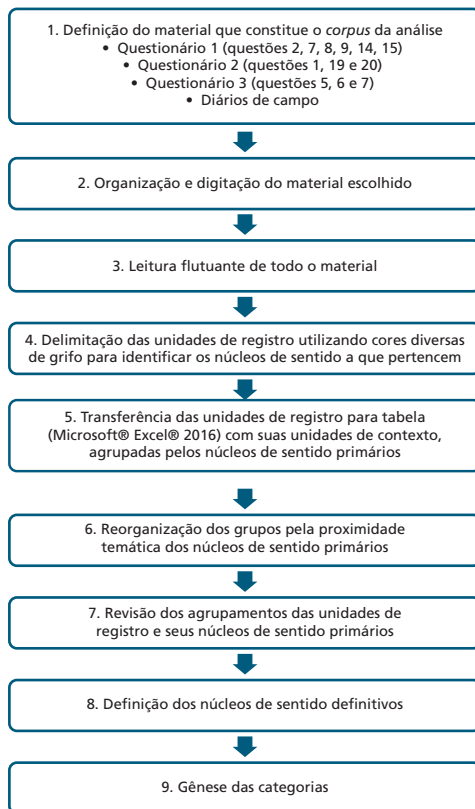 1. Definição do material que constitue o corpus da análise
• Questionário 1 (questões 2, 7, 8, 9, 14, 15)
• Questionário 2 (questões 1, 19 e 20)
• Questionário 3 (questões 5, 6 e 7)
• Diários de campo
2. Organização e digitação do material escolhido
3. Leitura flutuante de todo o material
4. Delimitação das unidades de registro utilizando cores diversas
de grifo para identificar os núcleos de sentido a que pertencem
5. Transferência das unidades de registro para tabela
(Microsoft® Excel® 2016) com suas unidades de contexto,
agrupadas pelos núcleos de sentido primários
6. Reorganização dos grupos pela proximidade
temática dos núcleos de sentido primários
7. Revisão dos agrupamentos das unidades de
registro e seus núcleos de sentido primários
8. Definição dos núcleos de sentido definitivos
9. Gênese das categorias